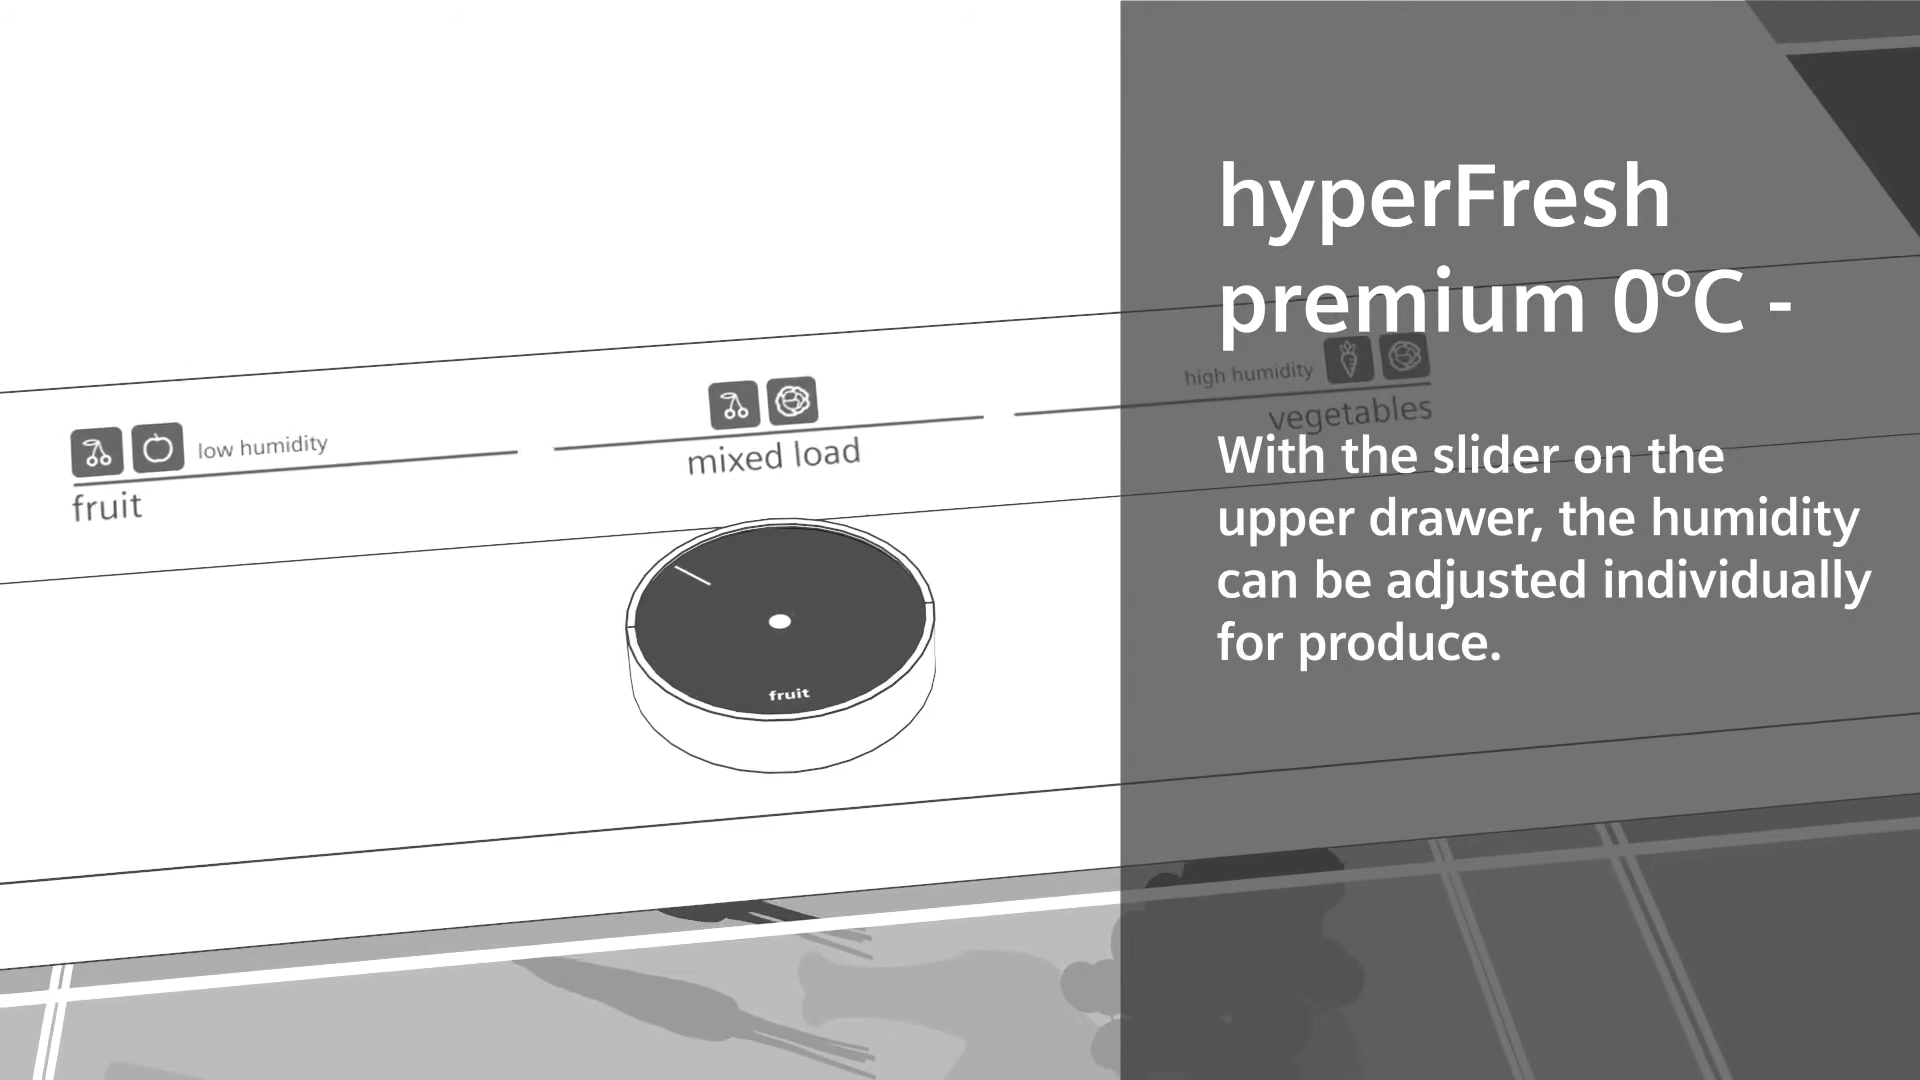 hyperFresh
premium 0°C -
With the slider on the
upper drawer, the humidity
can be adjusted individually
for produce.
low humidity
fruit
mixed load
high humidity
vegetables
fruit